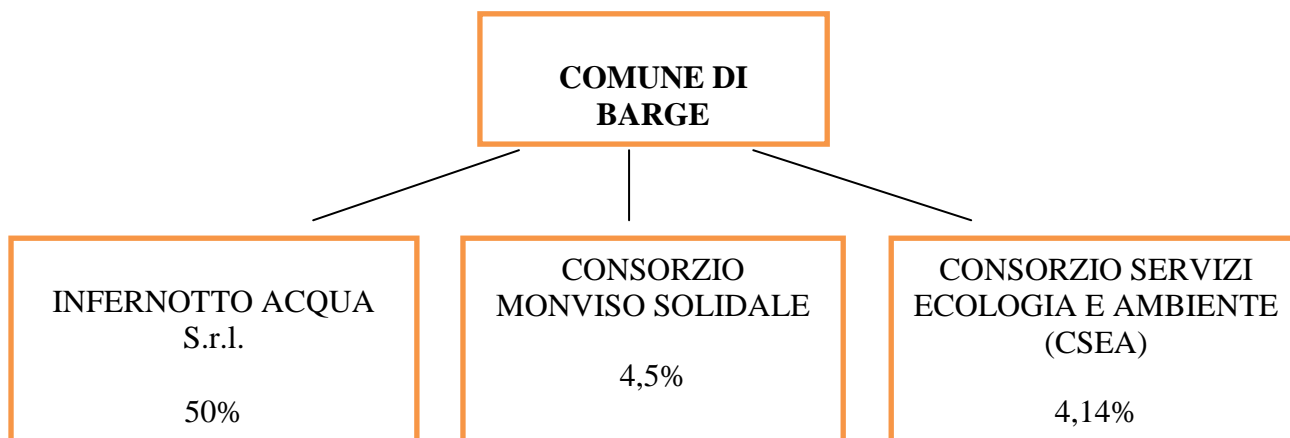 COMUNE DI
BARGE
INFERNOTTO ACQUA
S.r.l.
50%
CONSORZIO
MONVISO SOLIDALE
4,5%
CONSORZIO SERVIZI
ECOLOGIA E AMBIENTE
(CSEA)
4,14%